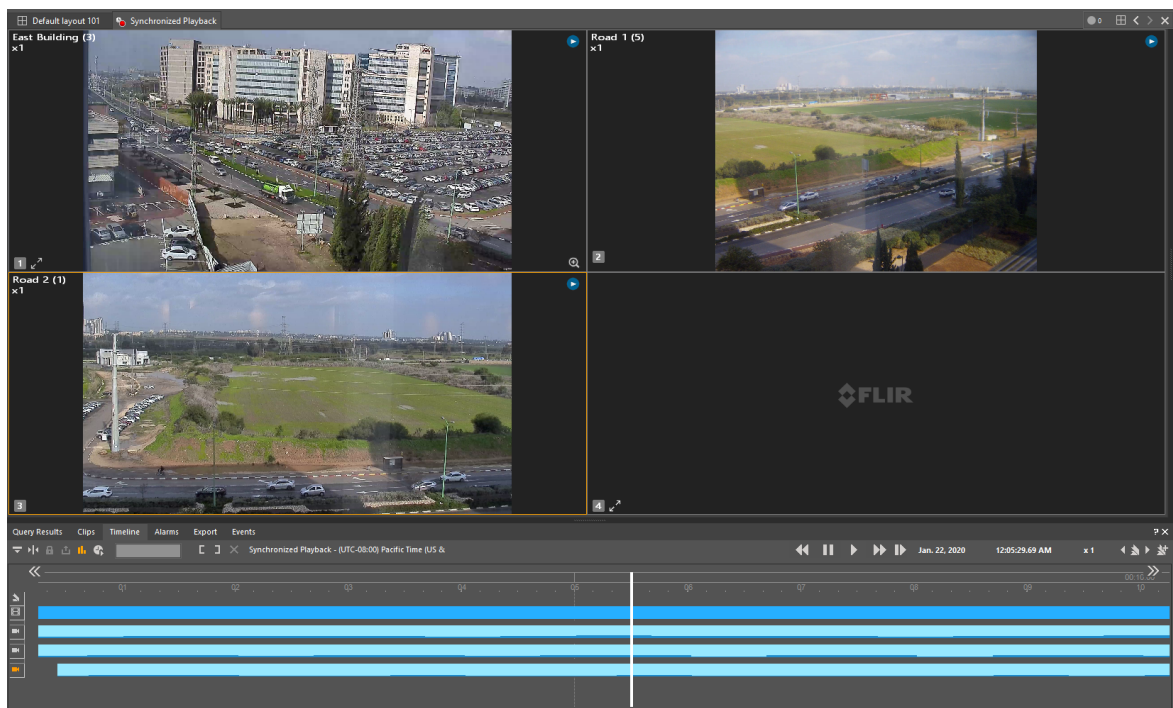 Default layout 101
Synchronized Playback
0
East Building (3)
x1
Road 1 (5)
x1
1
2
Road 2 (1)
x1
3
FLIR
4
Query Results
Clips
Timeline
Alarms
Export
Events
Synchronized Playback - (UTC-08:00) Pacific Time (US &
Jan. 22, 2020
12:05:29.69 AM
x 1
01
02
03
04
05
06
07
08
09
10